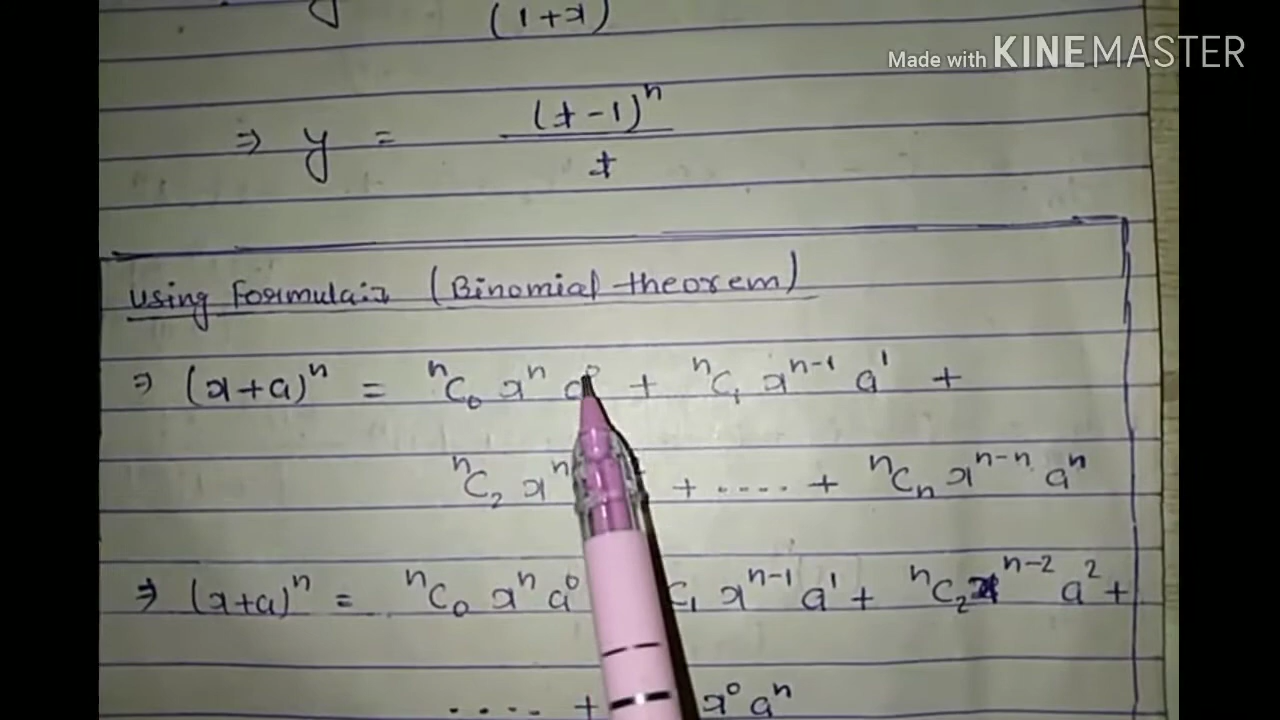 (1+x)
Made with KINEMASTER
⇒ y = (t-1)ⁿ / t
Using Formula:- (Binomial theorem)
⇒ (x+a)ⁿ = ⁿC₀ xⁿ a⁰ + ⁿC₁ xⁿ⁻¹ a¹ +
ⁿC₂ xⁿ + ..... + ⁿCₙ xⁿ⁻ⁿ aⁿ
⇒ (x+a)ⁿ = ⁿC₀ xⁿ a⁰ C₁ xⁿ⁻¹ a¹ + ⁿC₂ xⁿ⁻² a² +
.... + x⁰ aⁿ